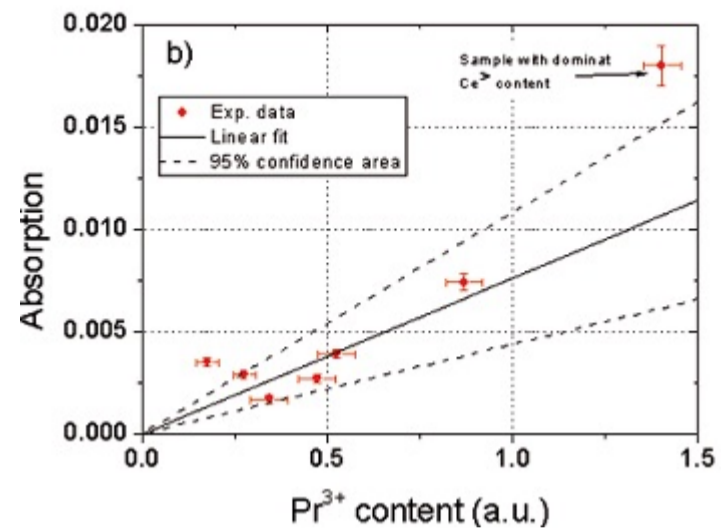 b)
Sample with dominat
Ce> content
Exp. data
Linear fit
95% confidence area
0.020
0.015
0.010
0.005
0.000
Absorption
0.0
0.5
1.0
1.5
Pr³⁺ content (a.u.)